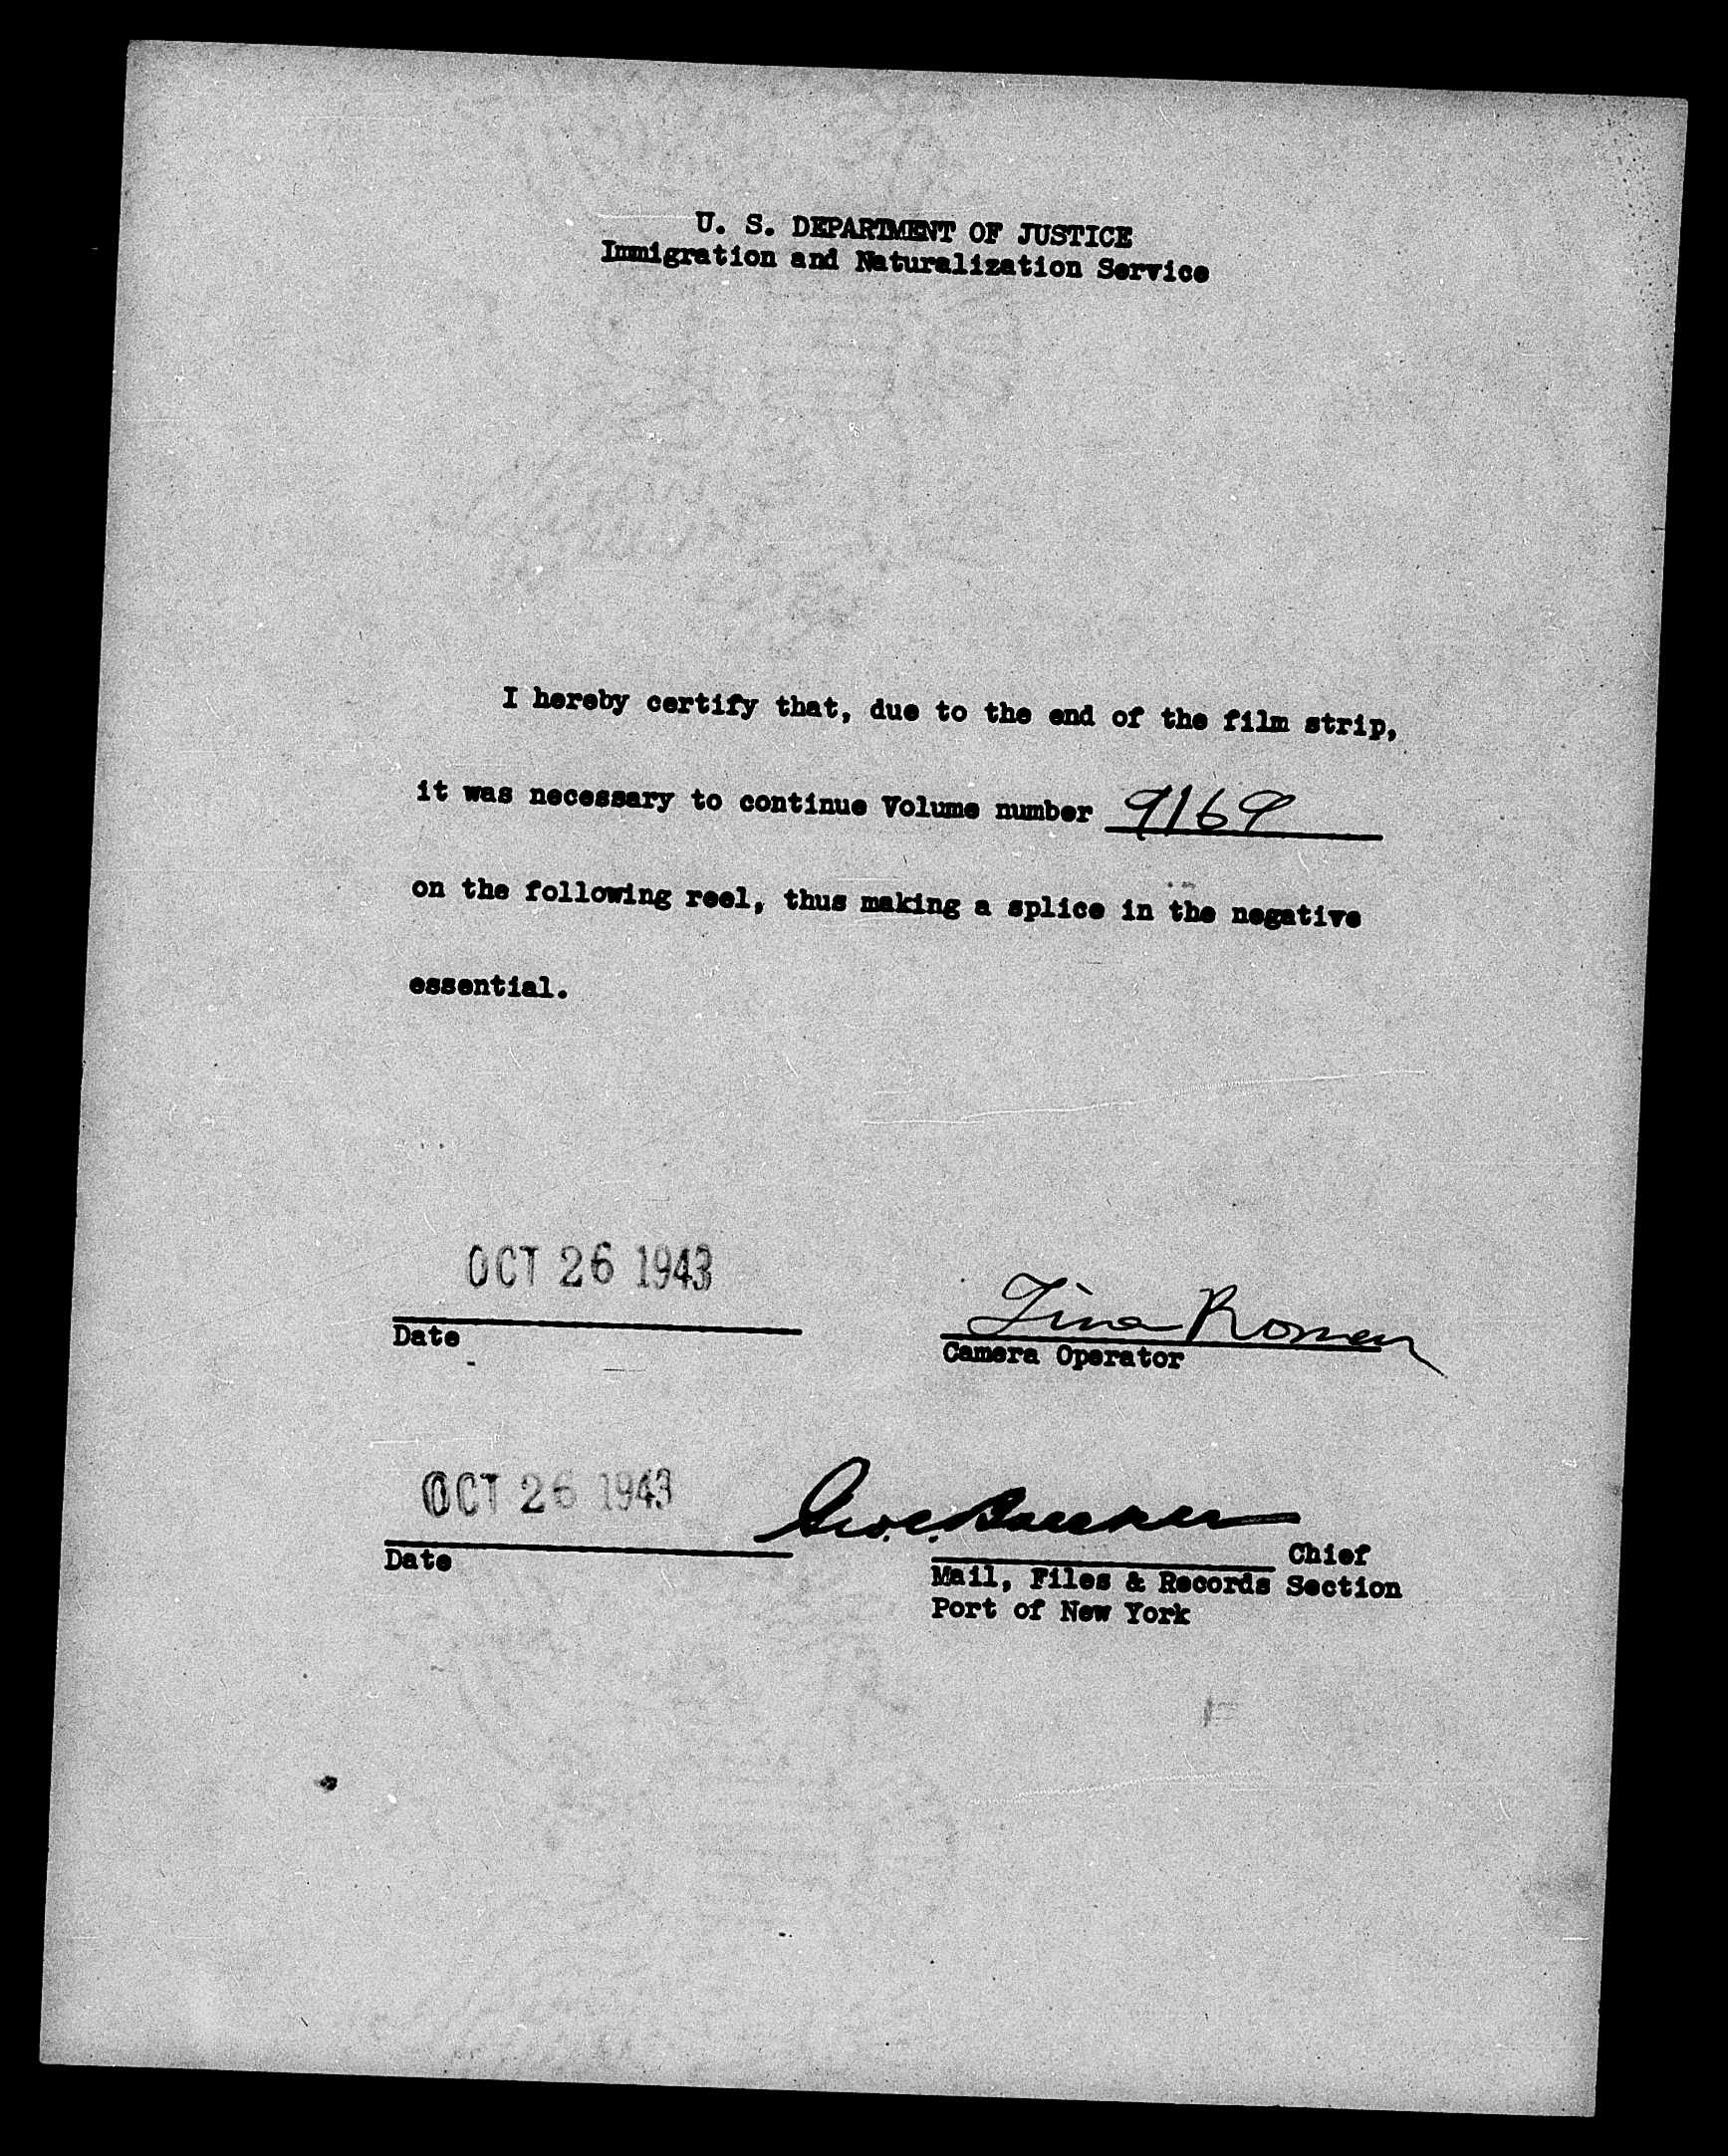 U. S. DEPARTMENT OF JUSTICE
Immigration and Naturalization Service
I hereby certify that, due to the end of the film strip,
it was necessary to continue Volume number 9169
on the following reel, thus making a splice in the negative
essential.
OCT 26 1943
Date
Tina Roman
Camera Operator
OCT 26 1943
Date
Chief
Mail, Files & Records Section
Port of New York